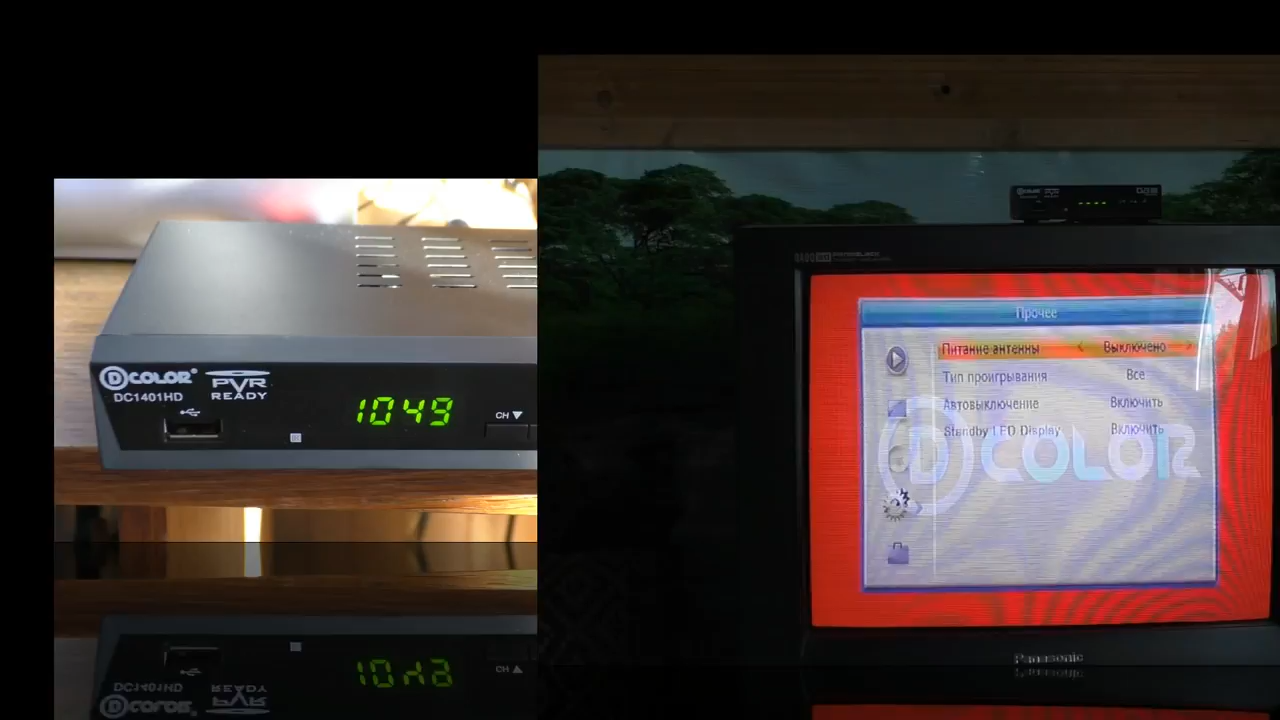 D COLOR®
PVR
READY
DC1401HD
1049
CH ▼
D COLOR
Прочее
Питание антенны Выключено
Тип проигрывания Все
Автовыключение Включить
Standby LED Display Включить
D COLOR
Panasonic